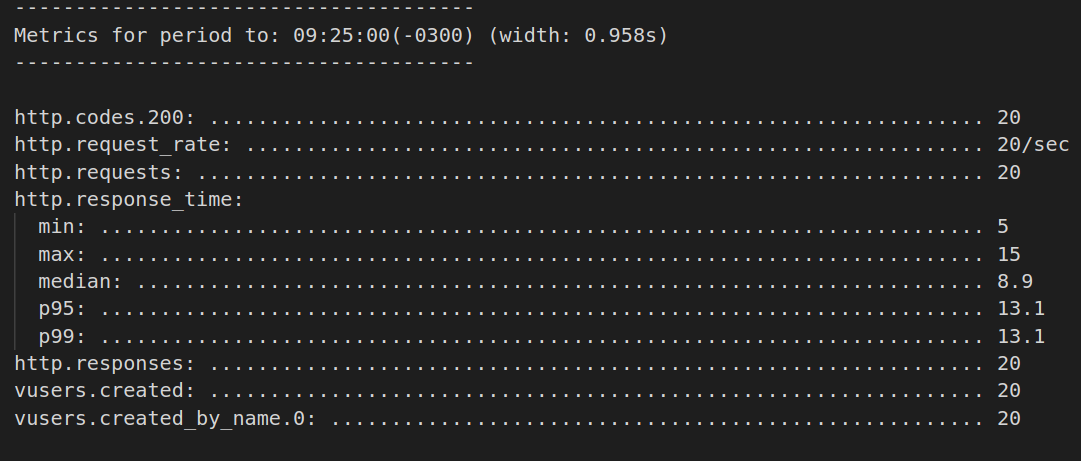 --------------------------------------
Metrics for period to: 09:25:00(-0300) (width: 0.958s)
--------------------------------------
http.codes.200: ................................................................ 20
http.request_rate: ............................................................. 20/sec
http.requests: ................................................................. 20
http.response_time:
  min: ......................................................................... 5
  max: ......................................................................... 15
  median: ...................................................................... 8.9
  p95: ......................................................................... 13.1
  p99: ......................................................................... 13.1
http.responses: ................................................................ 20
vusers.created: ................................................................ 20
vusers.created_by_name.0: ...................................................... 20